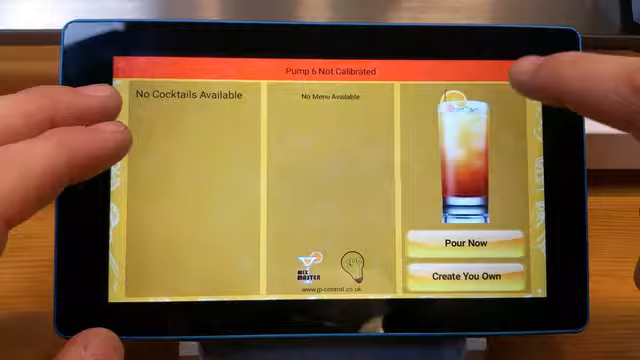 Pump 6 Not Calibrated
No Cocktails Available
No Menu Available
Pour Now
Create You Own
MIX
MASTER
www.jp-control.co.uk